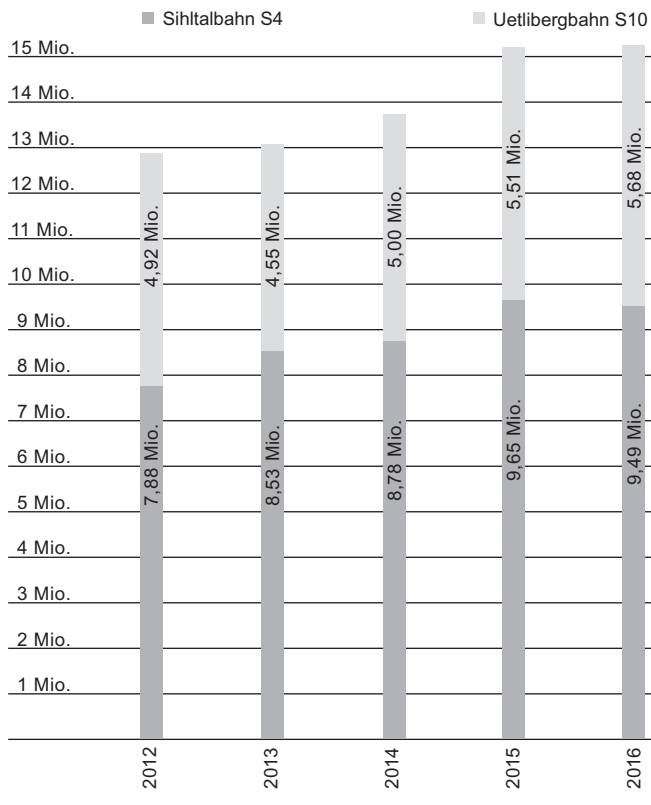 Sihltalbahn S4
Uetlibergbahn S10
15 Mio.
14 Mio.
13 Mio.
12 Mio.
11 Mio.
10 Mio.
9 Mio.
8 Mio.
7 Mio.
6 Mio.
5 Mio.
4 Mio.
3 Mio.
2 Mio.
1 Mio.
4,92 Mio.
7,88 Mio.
4,55 Mio.
8,53 Mio.
5,00 Mio.
8,78 Mio.
5,51 Mio.
9,65 Mio.
5,68 Mio.
9,49 Mio.
2012
2013
2014
2015
2016